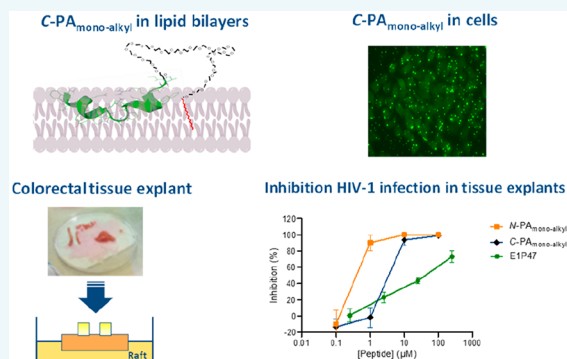 C-PAmono-alkyl in lipid bilayers
C-PAmono-alkyl in cells
Colorectal tissue explant
Raft
Inhibition HIV-1 infection in tissue explants
Inhibition (%)
120
100
80
60
40
20
0
-20
0.01
0.1
1
10
100
1000
[Peptide] (µM)
N-PAmono-alkyl
C-PAmono-alkyl
E1P47